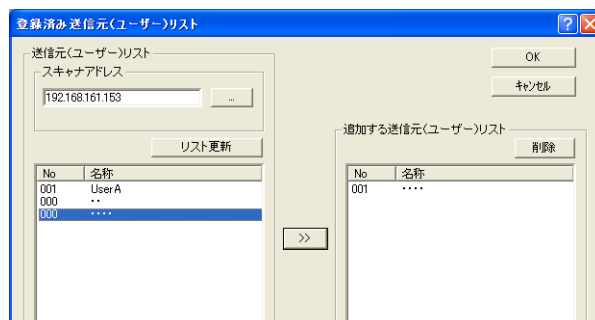 登録済み送信元(ユーザー)リスト
送信元(ユーザー)リスト
スキャナアドレス
192.168.161.153
...
リスト更新
No 名称
001 UserA
000 ・・
000 ・・・・
>>
OK
キャンセル
追加する送信元(ユーザー)リスト
削除
No 名称
001 ・・・・